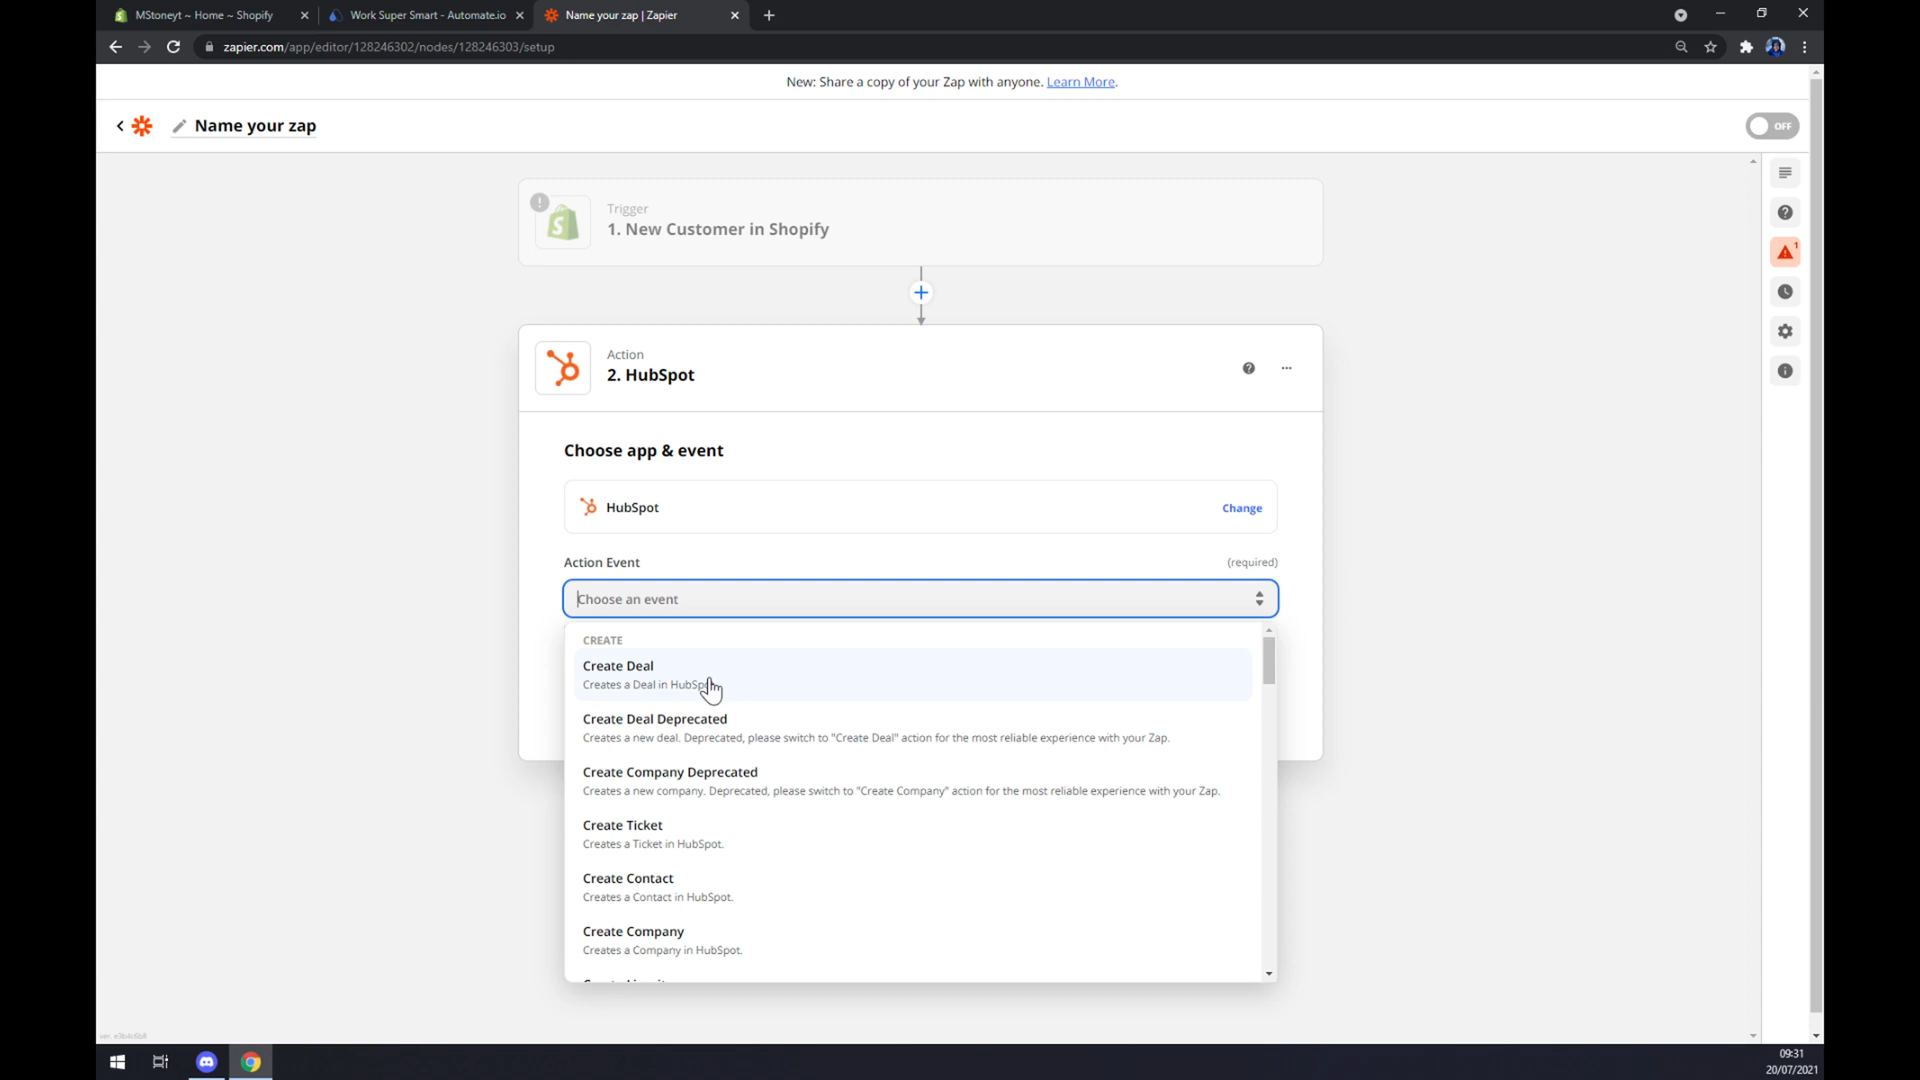 MStoneyt ~ Home ~ Shopify
Work Super Smart - Automate.io
Name your zap | Zapier
zapier.com/app/editor/128246302/nodes/128246303/setup
New: Share a copy of your Zap with anyone. Learn More.
Name your zap
OFF
Trigger
1. New Customer in Shopify
1
Action
2. HubSpot
Choose app & event
HubSpot
Change
Action Event
(required)
Choose an event
CREATE
Create Deal
Creates a Deal in HubSpot.
Create Deal Deprecated
Creates a new deal. Deprecated, please switch to "Create Deal" action for the most reliable experience with your Zap.
Create Company Deprecated
Creates a new company. Deprecated, please switch to "Create Company" action for the most reliable experience with your Zap.
Create Ticket
Creates a Ticket in HubSpot.
Create Contact
Creates a Contact in HubSpot.
Create Company
Creates a Company in HubSpot.
09:31
20/07/2021